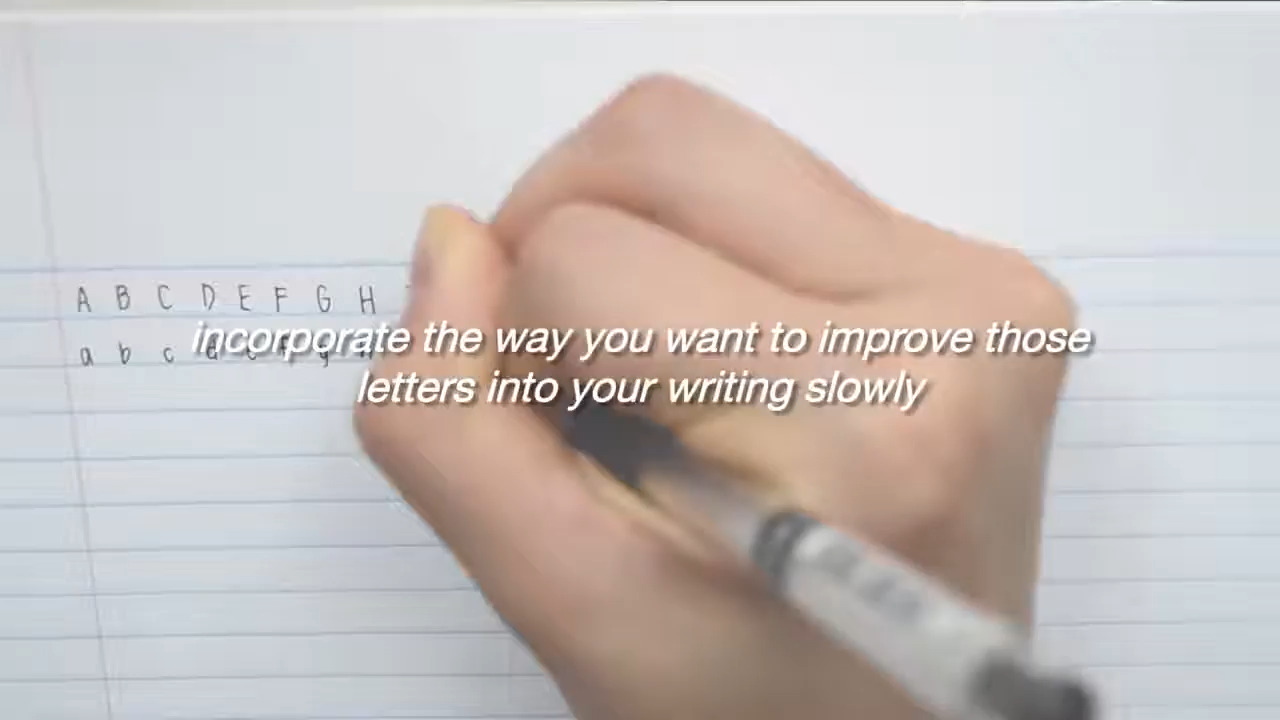 A B C D E F G H
incorporate the way you want to improve those
a b c d e f g
letters into your writing slowly